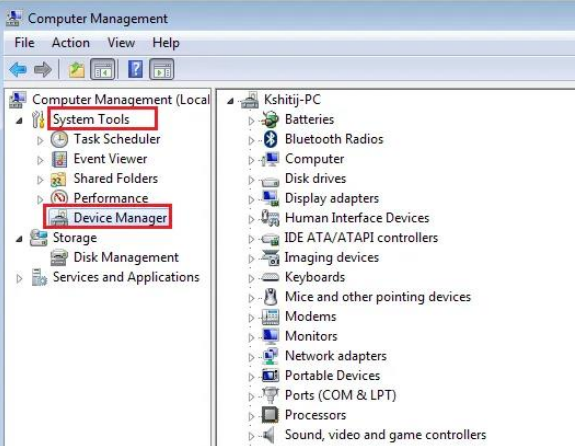 Computer Management
File Action View Help
Computer Management (Local
System Tools
Task Scheduler
Event Viewer
Shared Folders
Performance
Device Manager
Storage
Disk Management
Services and Applications
Kshitij-PC
Batteries
Bluetooth Radios
Computer
Disk drives
Display adapters
Human Interface Devices
IDE ATA/ATAPI controllers
Imaging devices
Keyboards
Mice and other pointing devices
Modems
Monitors
Network adapters
Portable Devices
Ports (COM & LPT)
Processors
Sound, video and game controllers